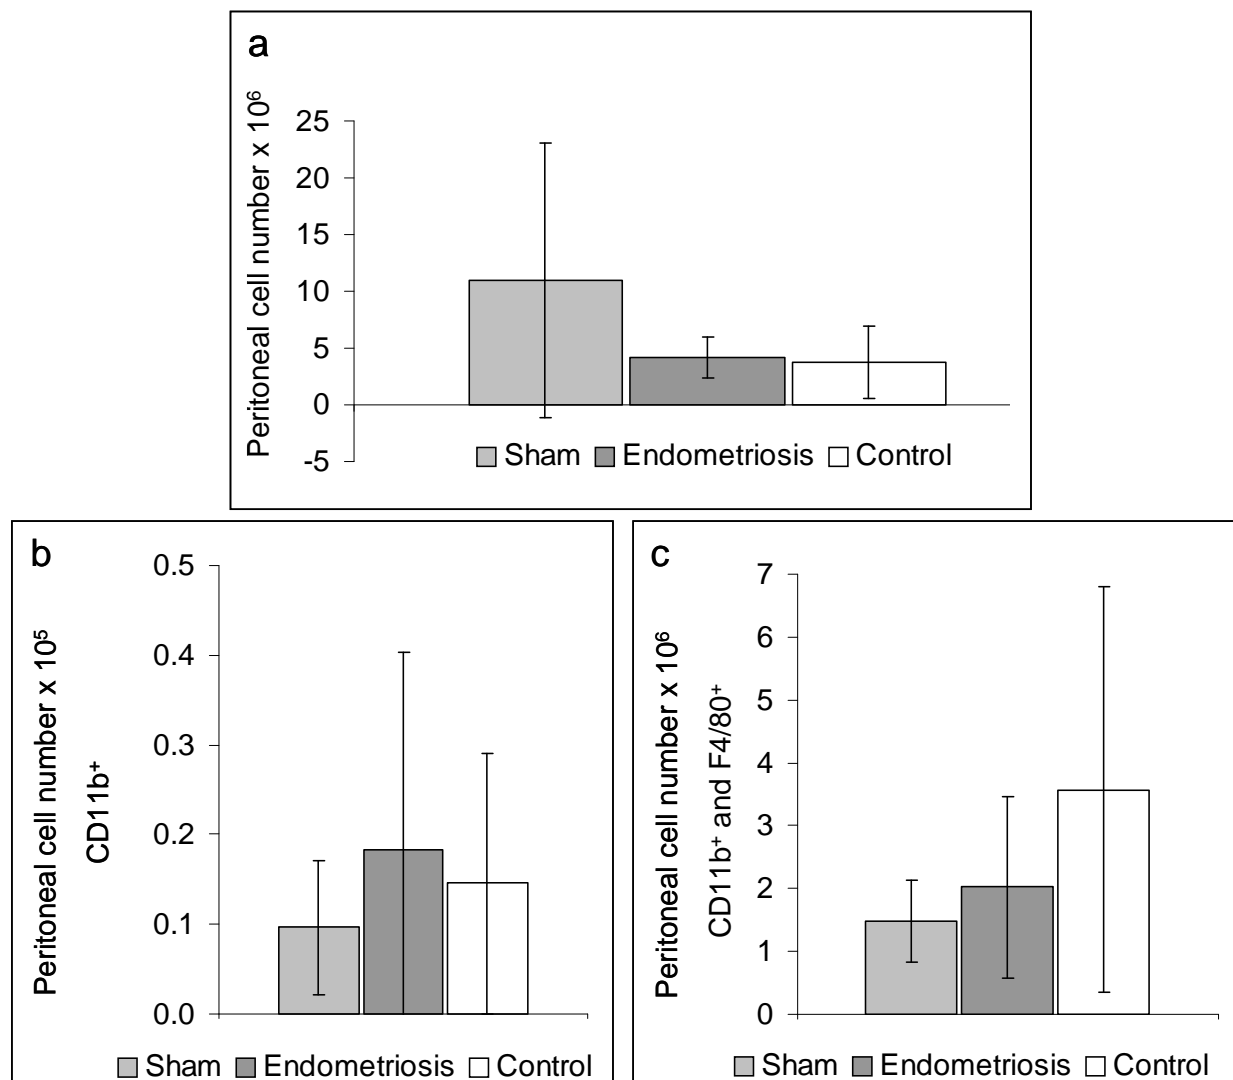 a
Peritoneal cell number x 10⁶
25
20
15
10
5
0
-5
Sham Endometriosis Control
b
Peritoneal cell number x 10⁵
CD11b⁺
0.5
0.4
0.3
0.2
0.1
0.0
Sham Endometriosis Control
c
Peritoneal cell number x 10⁶
CD11b⁺ and F4/80⁺
7
6
5
4
3
2
1
0
Sham Endometriosis Control